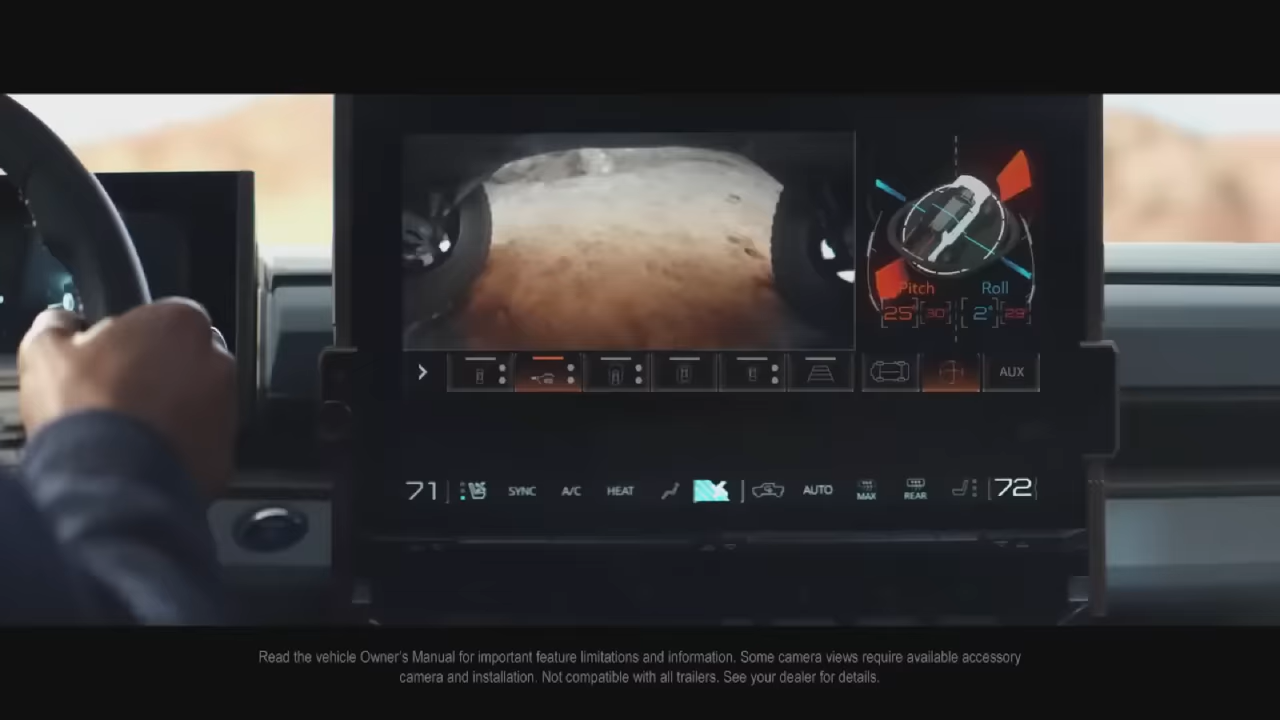 Pitch Roll
25° 30° 2° 29°
AUX
71 SYNC A/C HEAT AUTO MAX REAR 72
Read the vehicle Owner's Manual for important feature limitations and information. Some camera views require available accessory
camera and installation. Not compatible with all trailers. See your dealer for details.